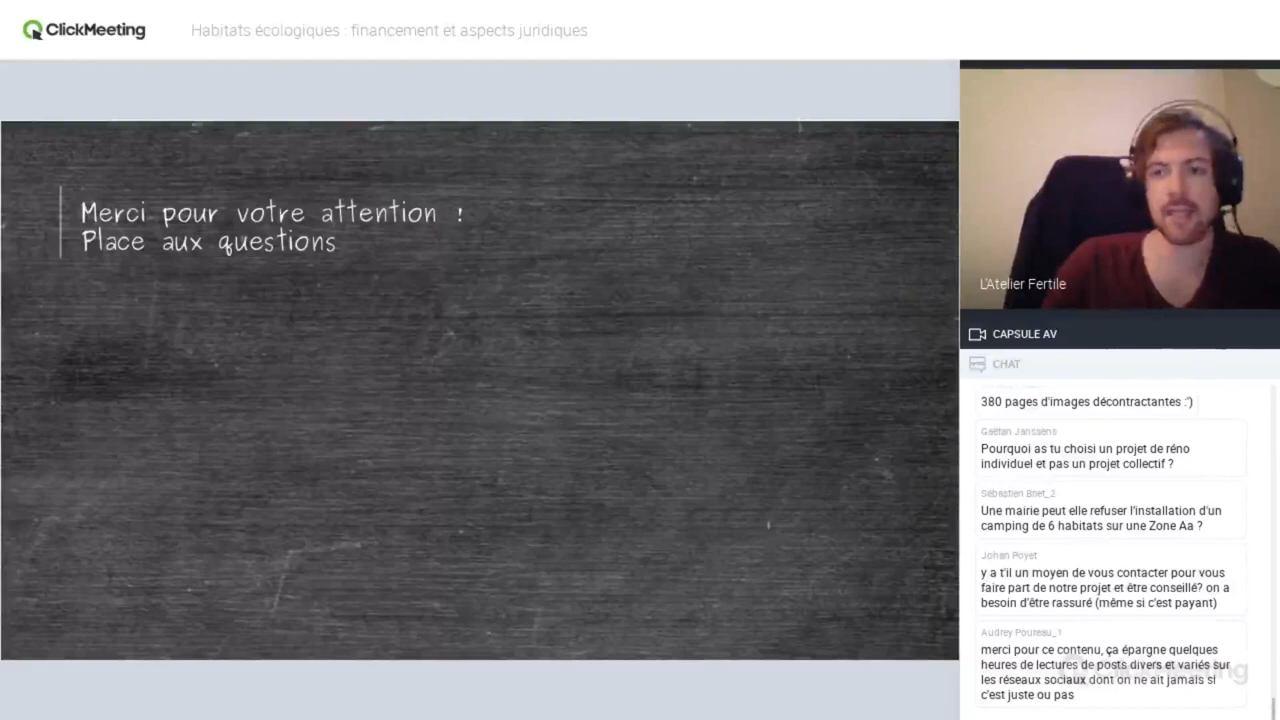 ClickMeeting
Habitats écologiques : financement et aspects juridiques
Merci pour votre attention !
Place aux questions
L'Atelier Fertile
CAPSULE AV
CHAT
380 pages d'images décontractantes :')
Gaëtan Janssens
Pourquoi as tu choisi un projet de réno
individuel et pas un projet collectif ?
Sébastien Briet_2
Une mairie peut elle refuser l'installation d'un
camping de 6 habitats sur une Zone Aa ?
Johan Poyet
y a t'il un moyen de vous contacter pour vous
faire part de notre projet et être conseillé? on a
besoin d'être rassuré (même si c'est payant)
Audrey Poureau_1
merci pour ce contenu, ça épargne quelques
heures de lectures de posts divers et variés sur
les réseaux sociaux dont on ne ait jamais si
c'est juste ou pas
ClickMeeting